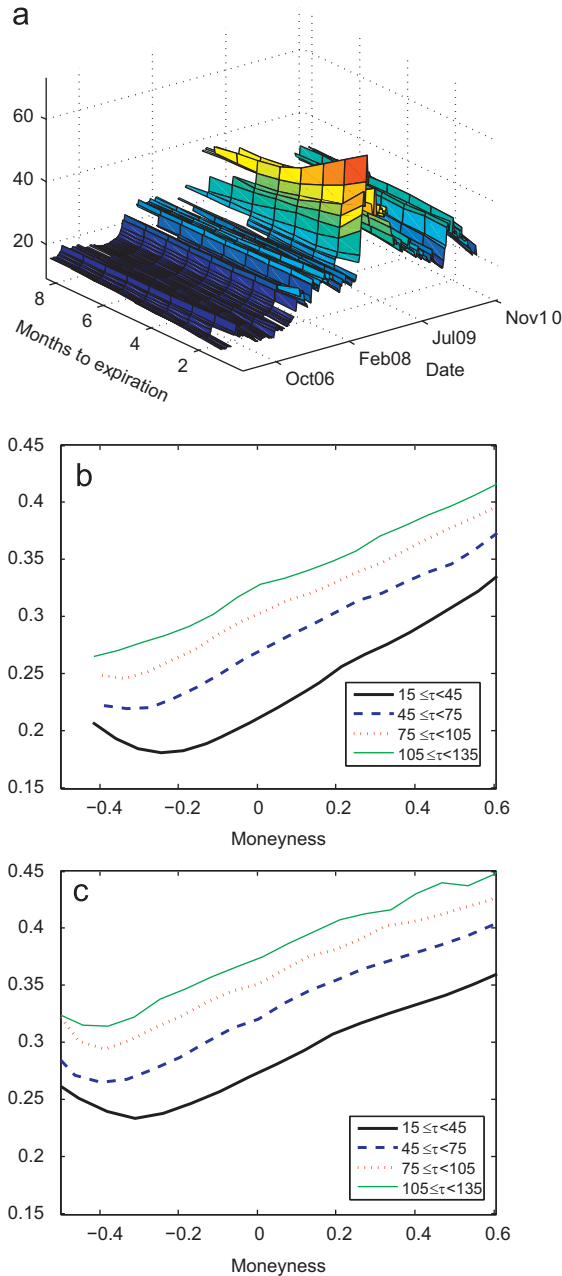 a
60
40
20
8
6
4
2
Months to expiration
Oct06
Feb08
Jul09
Nov10
Date
b
0.45
0.4
0.35
0.3
0.25
0.2
0.15
15 ≤τ<45
45 ≤τ<75
75 ≤τ<105
105 ≤τ<135
−0.4 −0.2 0 0.2 0.4 0.6
Moneyness
c
0.45
0.4
0.35
0.3
0.25
0.2
0.15
15 ≤τ<45
45 ≤τ<75
75 ≤τ<105
105≤τ<135
−0.4 −0.2 0 0.2 0.4 0.6
Moneyness